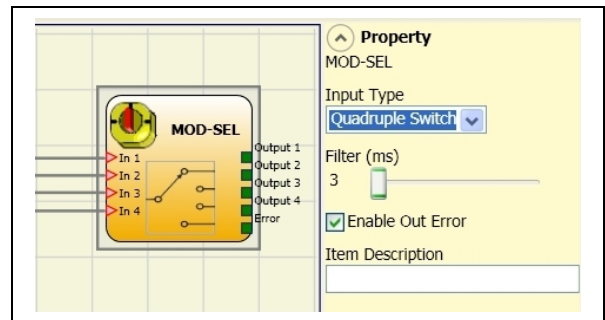 MOD-SEL
In 1
In 2
In 3
In 4
Output 1
Output 2
Output 3
Output 4
Error
Property
MOD-SEL
Input Type
Quadruple Switch
Filter (ms)
3
Enable Out Error
Item Description